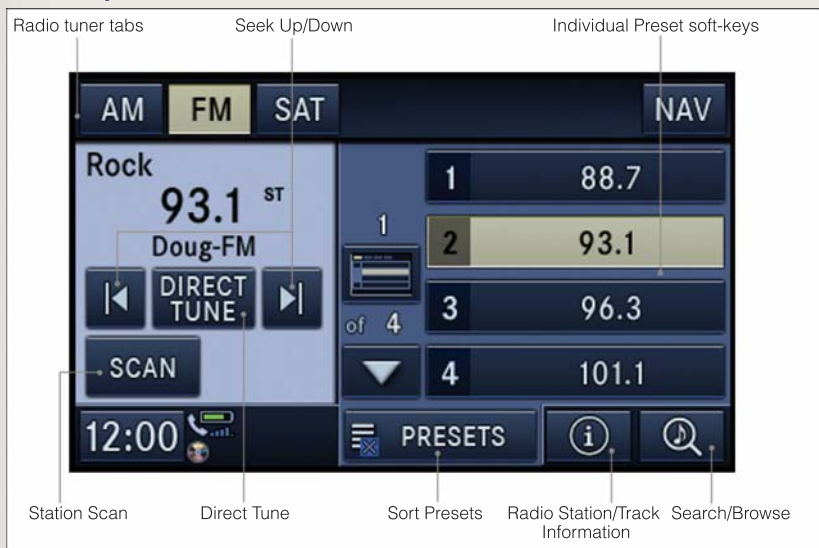 Radio tuner tabs
Seek Up/Down
Individual Preset soft-keys
AM
FM
SAT
NAV
Rock
93.1 ST
Doug-FM
DIRECT
TUNE
SCAN
12:00
1
of 4
1 88.7
2 93.1
3 96.3
4 101.1
PRESETS
i
Station Scan
Direct Tune
Sort Presets
Radio Station/Track
Information
Search/Browse